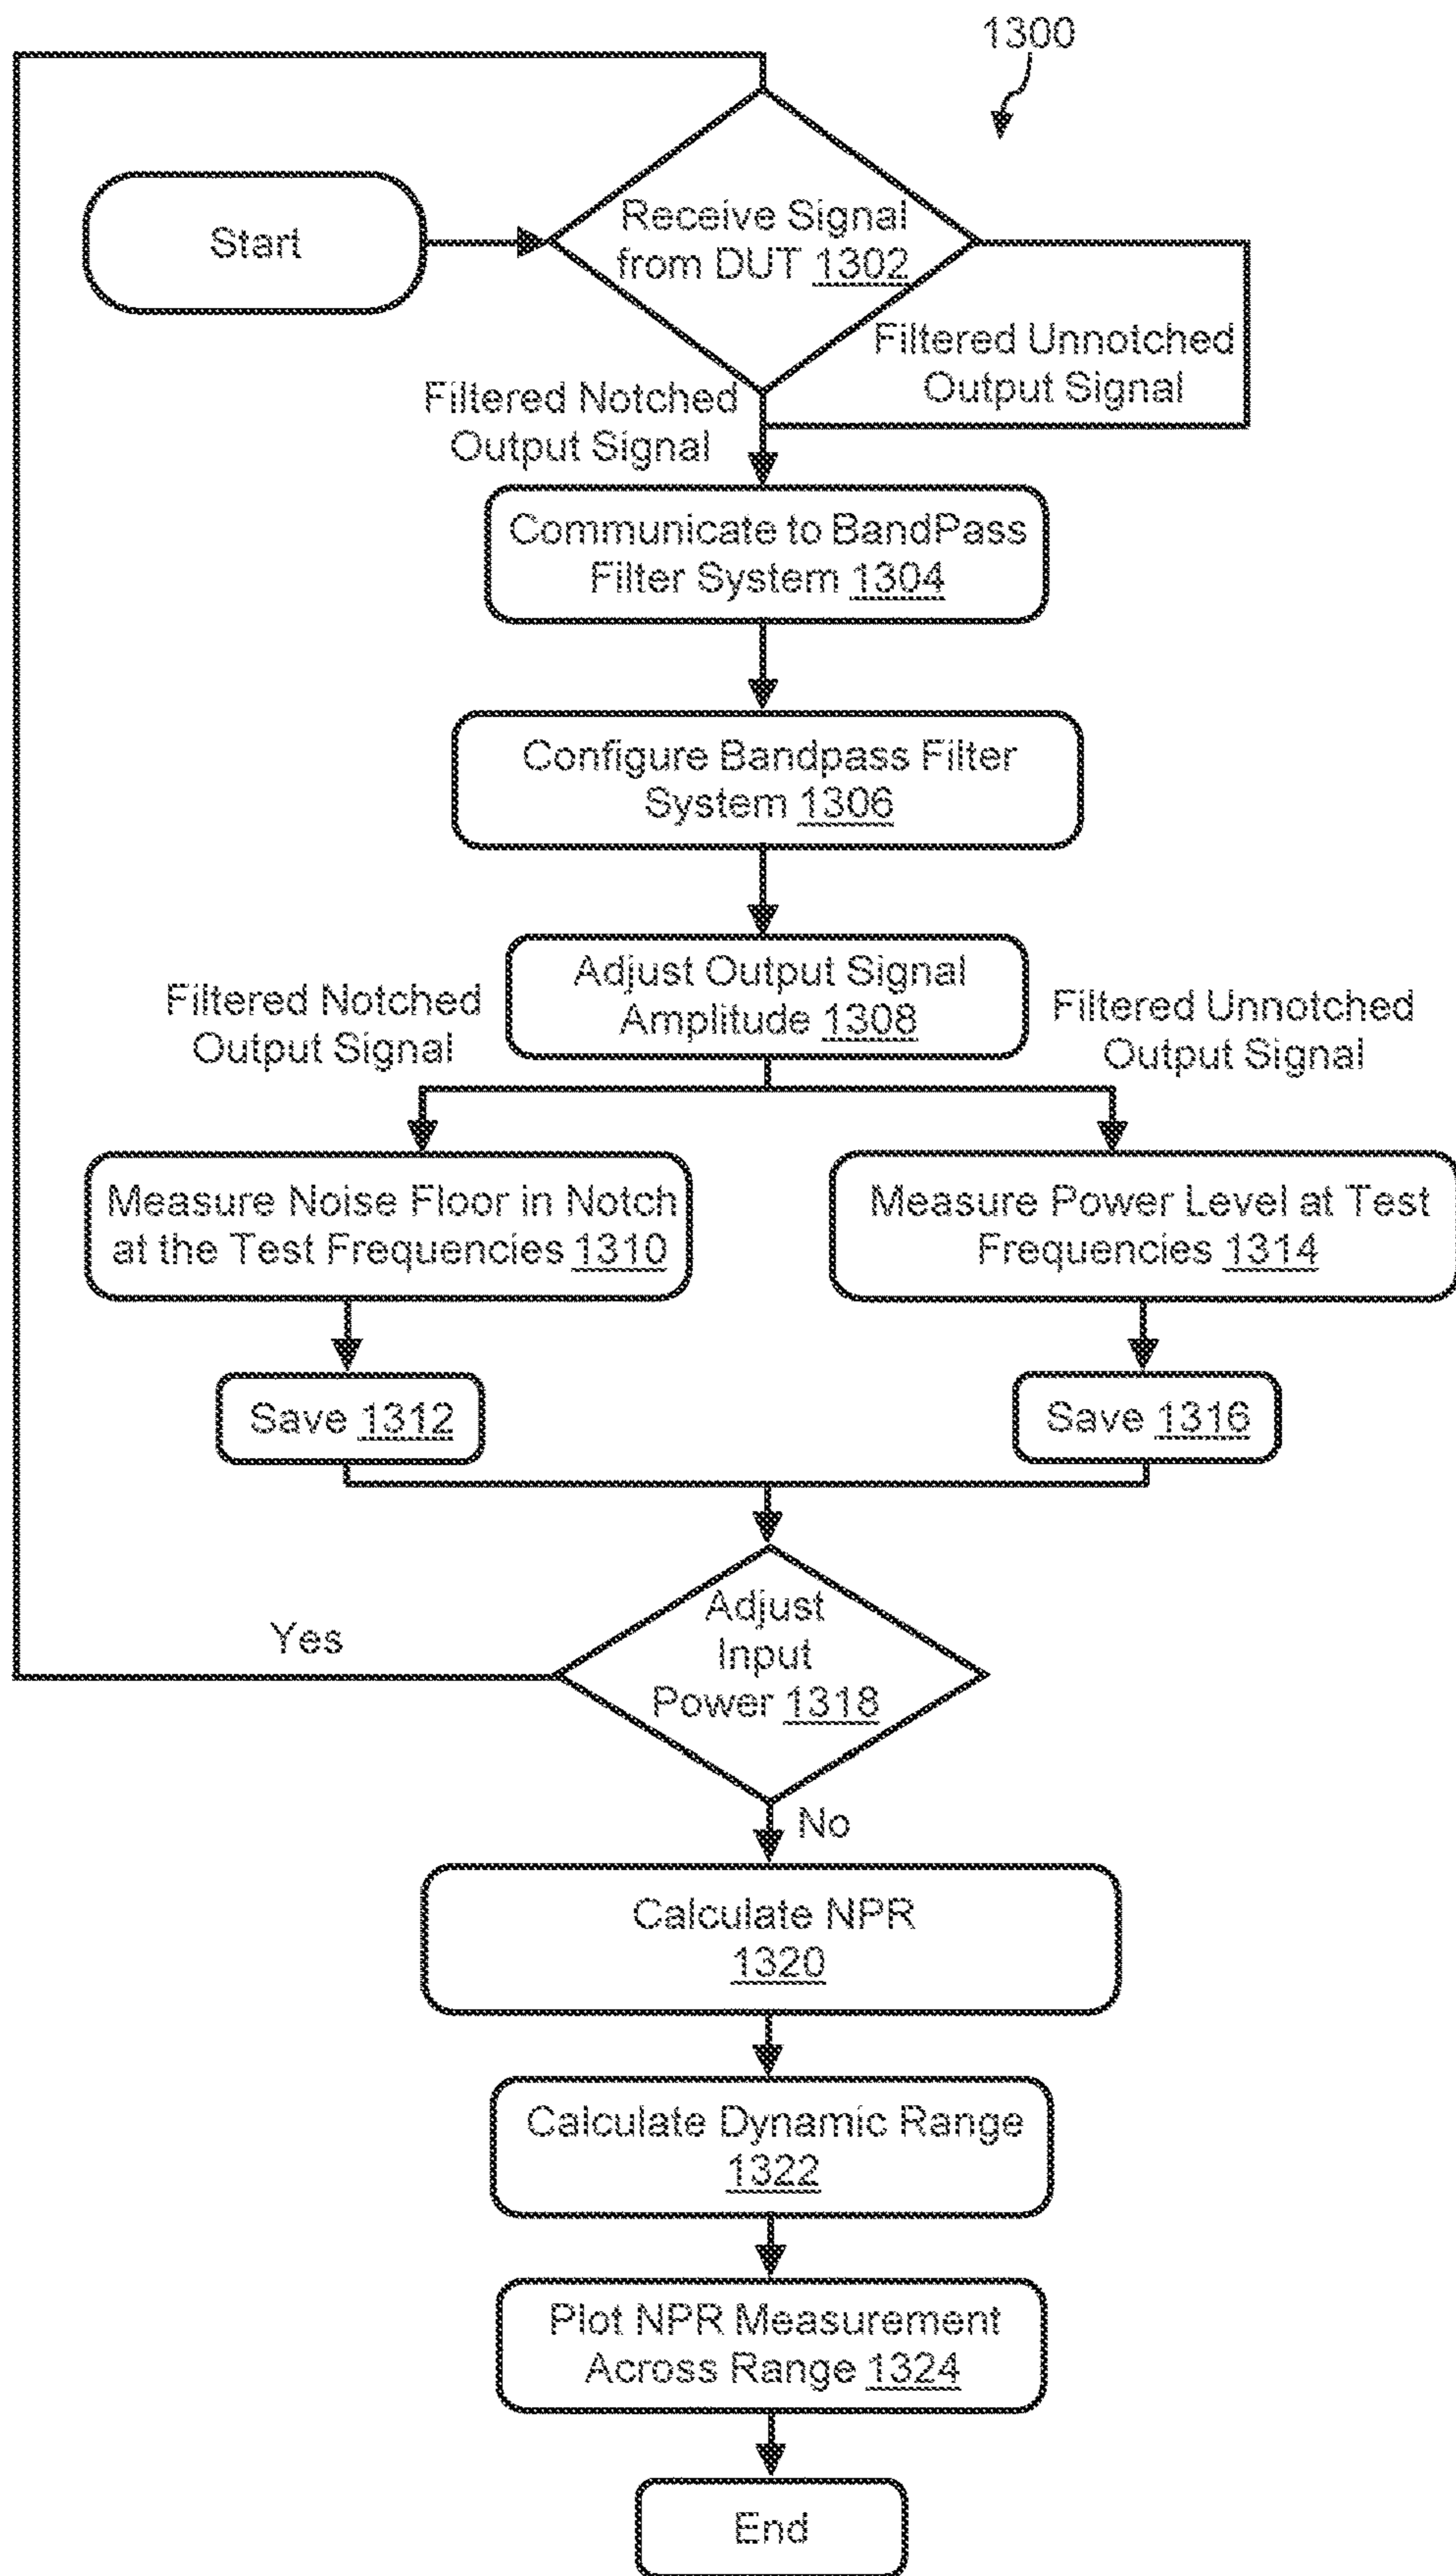 1300
Start
Receive Signal
from DUT 1302
Filtered Unnotched
Output Signal
Filtered Notched
Output Signal
Communicate to BandPass
Filter System 1304
Configure Bandpass Filter
System 1306
Adjust Output Signal
Amplitude 1308
Filtered Notched
Output Signal
Filtered Unnotched
Output Signal
Measure Noise Floor in Notch
at the Test Frequencies 1310
Measure Power Level at Test
Frequencies 1314
Save 1312
Save 1316
Adjust
Input
Power 1318
Yes
No
Calculate NPR
1320
Calculate Dynamic Range
1322
Plot NPR Measurement
Across Range 1324
End